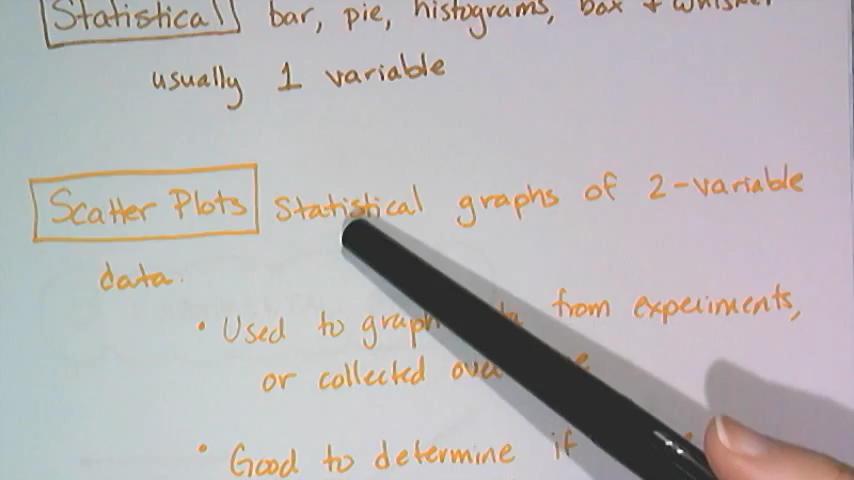 Statistical bar, pie, histograms, box + whisker
usually 1 variable
Scatter Plots Statistical graphs of 2-variable
data.
• Used to graph from experiments,
or collected
• Good to determine if